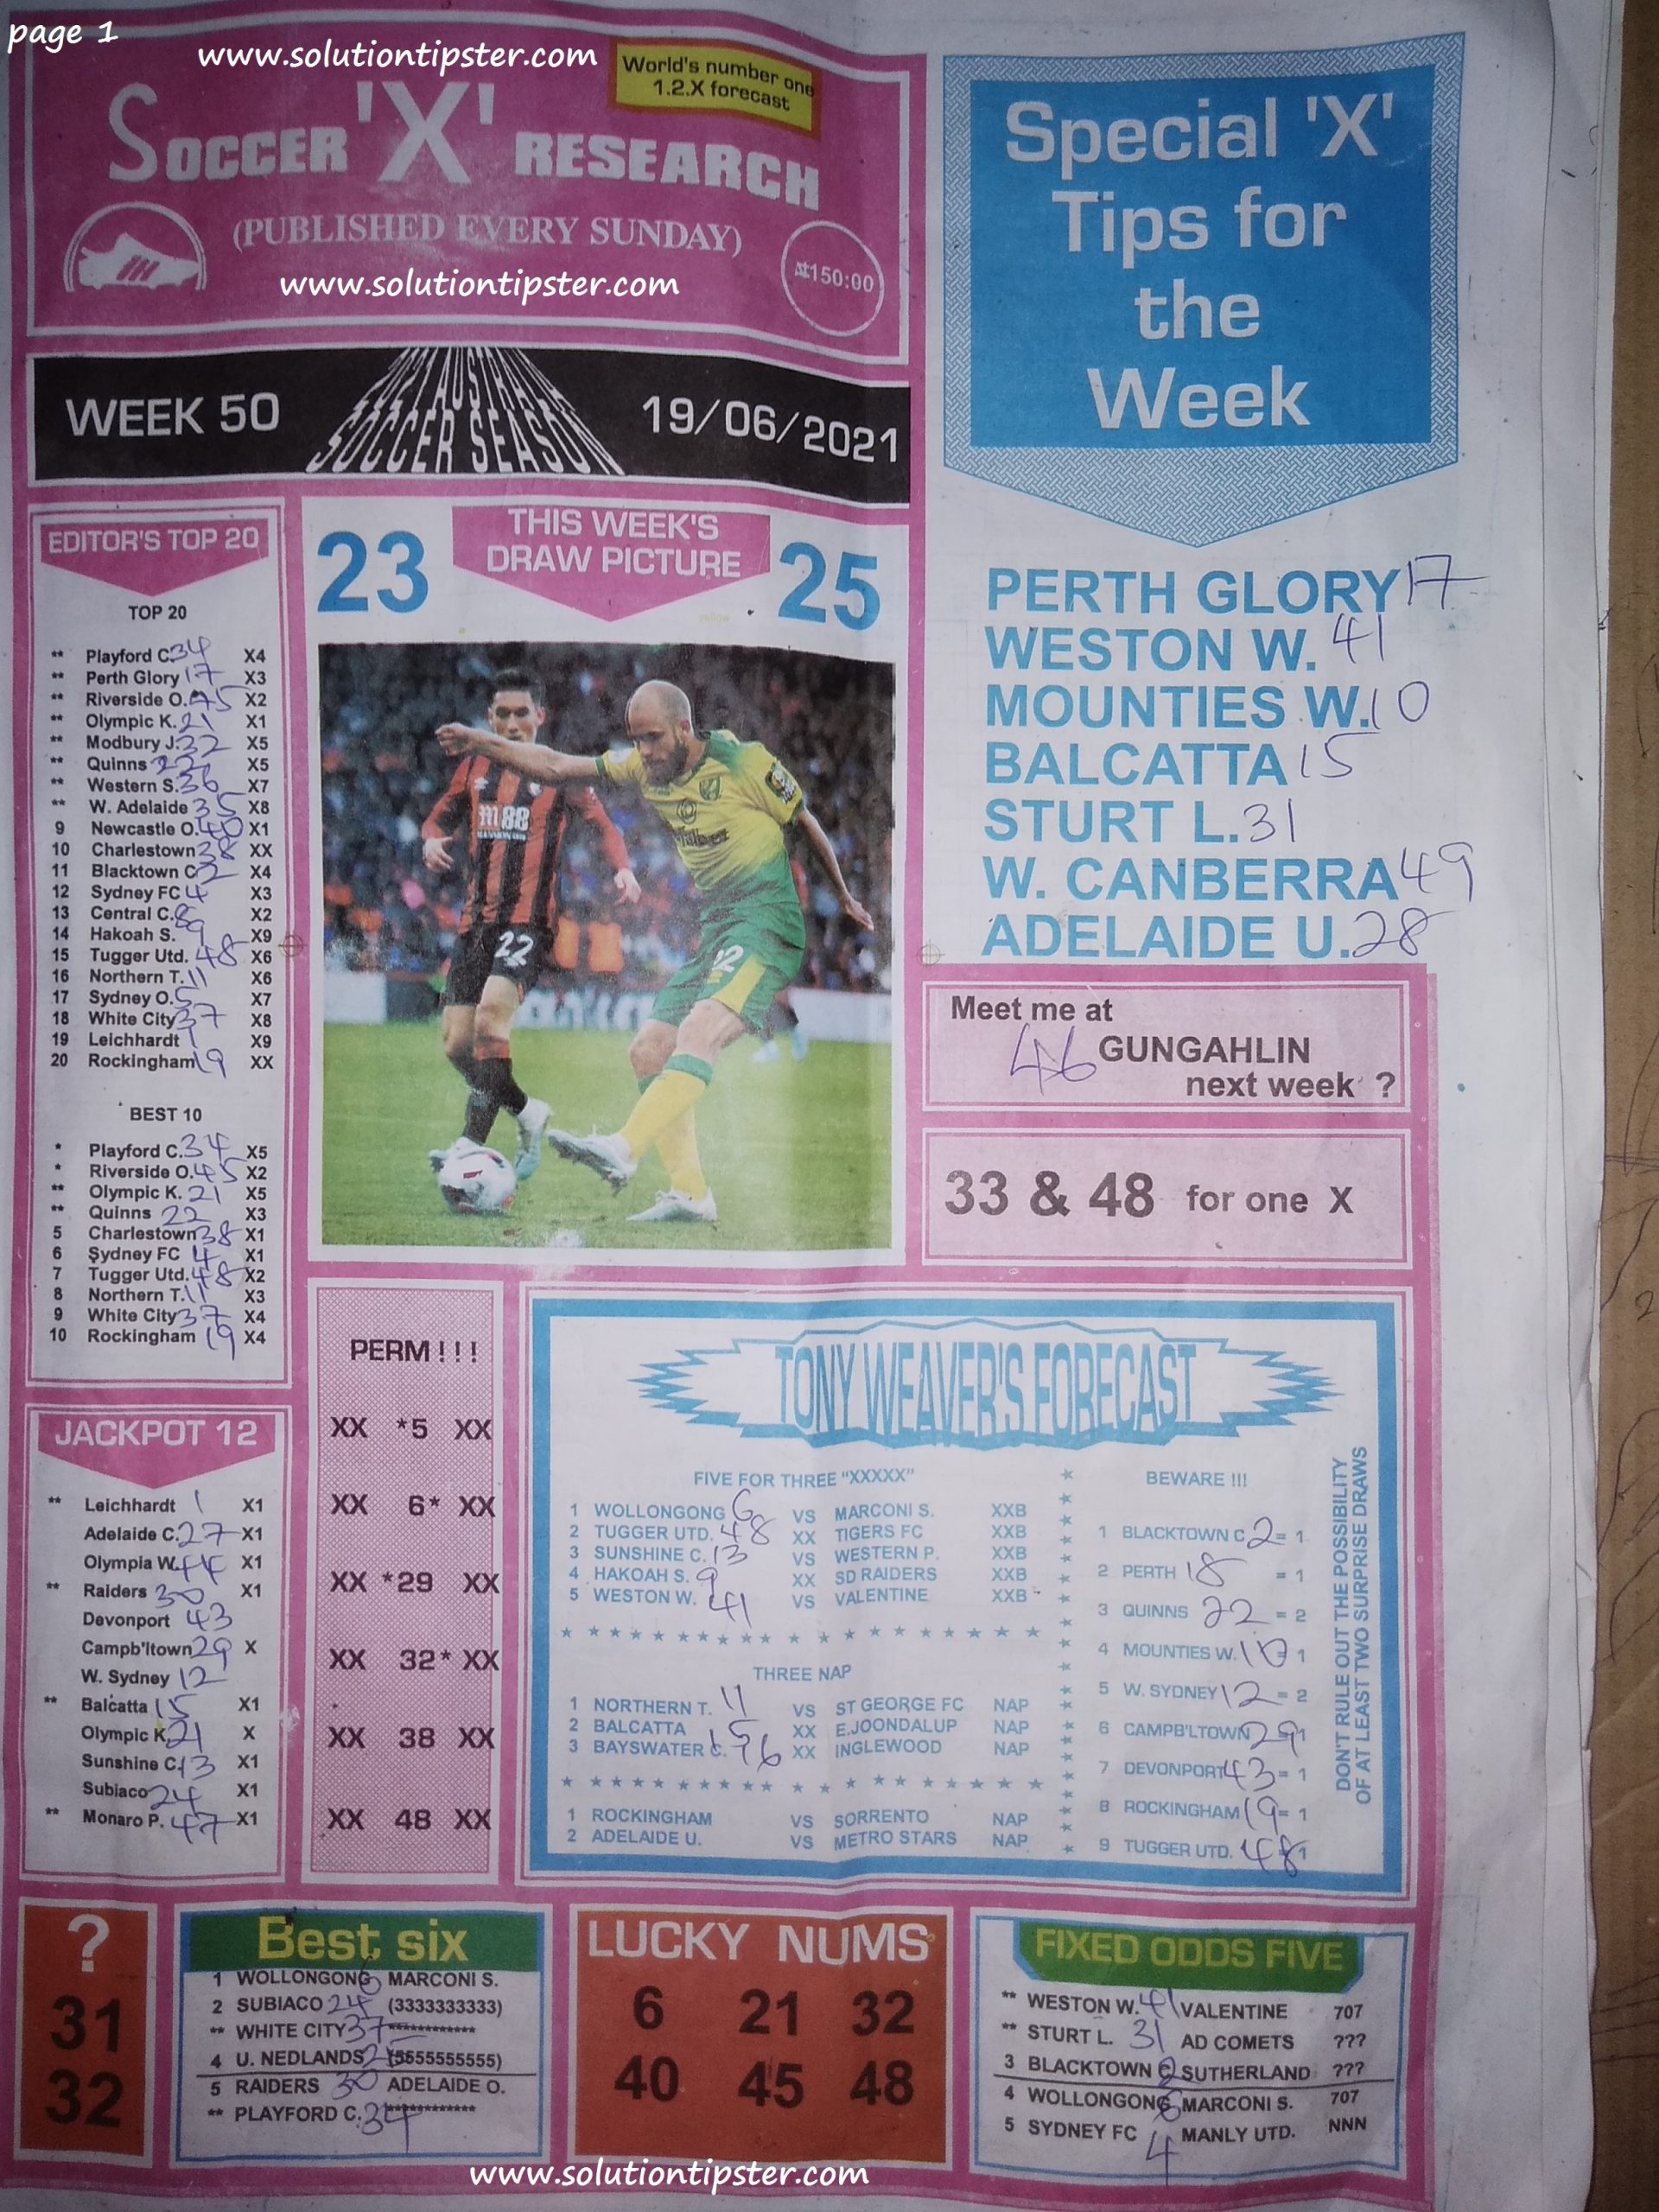 page 1
www.solutiontipster.com
World's number one
1.2.X forecast
SOCCER 'X' RESEARCH
(PUBLISHED EVERY SUNDAY)
www.solutiontipster.com
₦150:00
WEEK 50
2021 AUSTRALIA
SOCCER SEASON
19/06/2021
Special 'X'
Tips for
the
Week
PERTH GLORY 17
WESTON W. 41
MOUNTIES W. 10
BALCATTA 15
STURT L. 31
W. CANBERRA 49
ADELAIDE U. 28
Meet me at
46 GUNGAHLIN
next week ?
33 & 48 for one X
EDITOR'S TOP 20
TOP 20
** Playford C. 34 X4
** Perth Glory 17 X3
** Riverside O. 45 X2
** Olympic K. 21 X1
** Modbury J. 32 X5
** Quinns 22 X5
** Western S. 36 X7
** W. Adelaide 35 X8
9 Newcastle O. 40 X1
10 Charlestown 38 XX
11 Blacktown C 2 X4
12 Sydney FC 4 X3
13 Central C. 8 X2
14 Hakoah S. 9 X9
15 Tugger Utd. 48 X6
16 Northern T. 11 X6
17 Sydney O. 5 X7
18 White City 37 X8
19 Leichhardt 1 X9
20 Rockingham 19 XX
BEST 10
* Playford C. 34 X5
* Riverside O. 45 X2
** Olympic K. 21 X5
** Quinns 22 X3
5 Charlestown 38 X1
6 Sydney FC 4 X1
7 Tugger Utd. 48 X2
8 Northern T. 11 X3
9 White City 37 X4
10 Rockingham 19 X4
23
THIS WEEK'S
DRAW PICTURE
25
M88
22
JACKPOT 12
** Leichhardt 1 X1
Adelaide C. 27 X1
Olympia W. 44 X1
** Raiders 30 X1
Devonport 43
Campb'ltown 29 X
W. Sydney 12
** Balcatta 15 X1
Olympic K. 21 X
Sunshine C. 13 X1
Subiaco 24 X1
** Monaro P. 47 X1
PERM ! ! !
XX *5 XX
XX 6* XX
XX *29 XX
XX 32* XX
XX 38 XX
XX 48 XX
TONY WEAVER'S FORECAST
FIVE FOR THREE "XXXXX"
1 WOLLONGONG 6 VS MARCONI S. XXB
2 TUGGER UTD. 48 XX TIGERS FC XXB
3 SUNSHINE C. 13 VS WESTERN P. XXB
4 HAKOAH S. 9 XX SD RAIDERS XXB
5 WESTON W. 41 VS VALENTINE XXB
THREE NAP
1 NORTHERN T. 11 VS ST GEORGE FC NAP
2 BALCATTA 15 XX E.JOONDALUP NAP
3 BAYSWATER C. 16 XX INGLEWOOD NAP
1 ROCKINGHAM VS SORRENTO NAP
2 ADELAIDE U. VS METRO STARS NAP
BEWARE !!!
1 BLACKTOWN C 2 = 1
2 PERTH 18 = 1
3 QUINNS 22 = 2
4 MOUNTIES W. 10 1
5 W. SYDNEY 12 = 2
6 CAMPB'LTOWN 29 1
7 DEVONPORT 43 = 1
8 ROCKINGHAM 19 = 1
9 TUGGER UTD. 48 1
DON'T RULE OUT THE POSSIBILITY
OF AT LEAST TWO SURPRISE DRAWS
?
31
32
Best six
1 WOLLONGONG 6 MARCONI S.
2 SUBIACO 24 (3333333333)
** WHITE CITY 37 ************
4 U. NEDLANDS (5555555555)
5 RAIDERS 30 ADELAIDE O.
** PLAYFORD C. 34 ************
LUCKY NUMS
6 21 32
40 45 48
FIXED ODDS FIVE
** WESTON W. 41 VALENTINE 707
** STURT L. 31 AD COMETS ???
3 BLACKTOWN 2 SUTHERLAND ???
4 WOLLONGONG 6 MARCONI S. 707
5 SYDNEY FC 4 MANLY UTD. NNN
www.solutiontipster.com